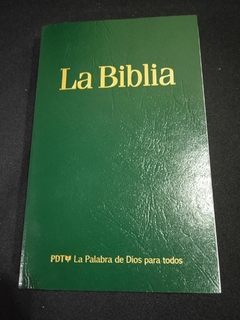 La Biblia
PDT La Palabra de Dios para todos